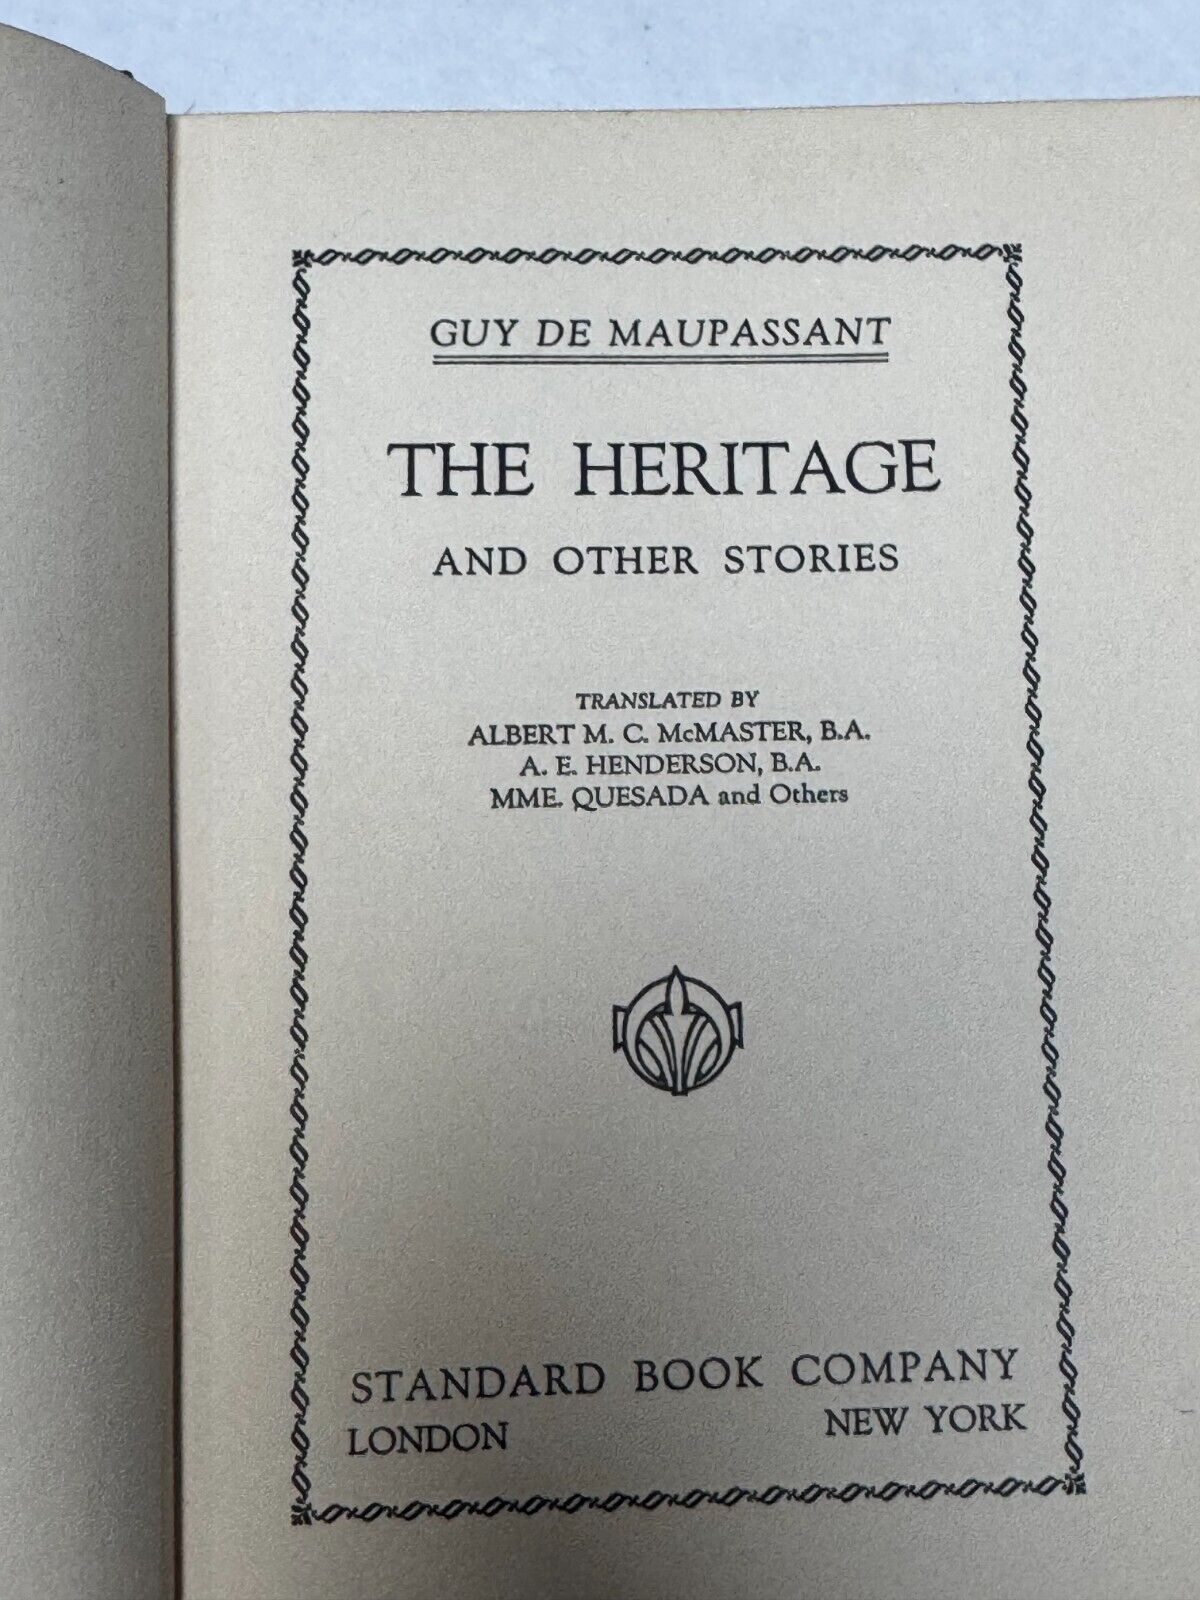 GUY DE MAUPASSANT
THE HERITAGE
AND OTHER STORIES
TRANSLATED BY
ALBERT M. C. McMASTER, B.A.
A. E. HENDERSON, B.A.
MME. QUESADA and Others
STANDARD BOOK COMPANY
LONDON NEW YORK